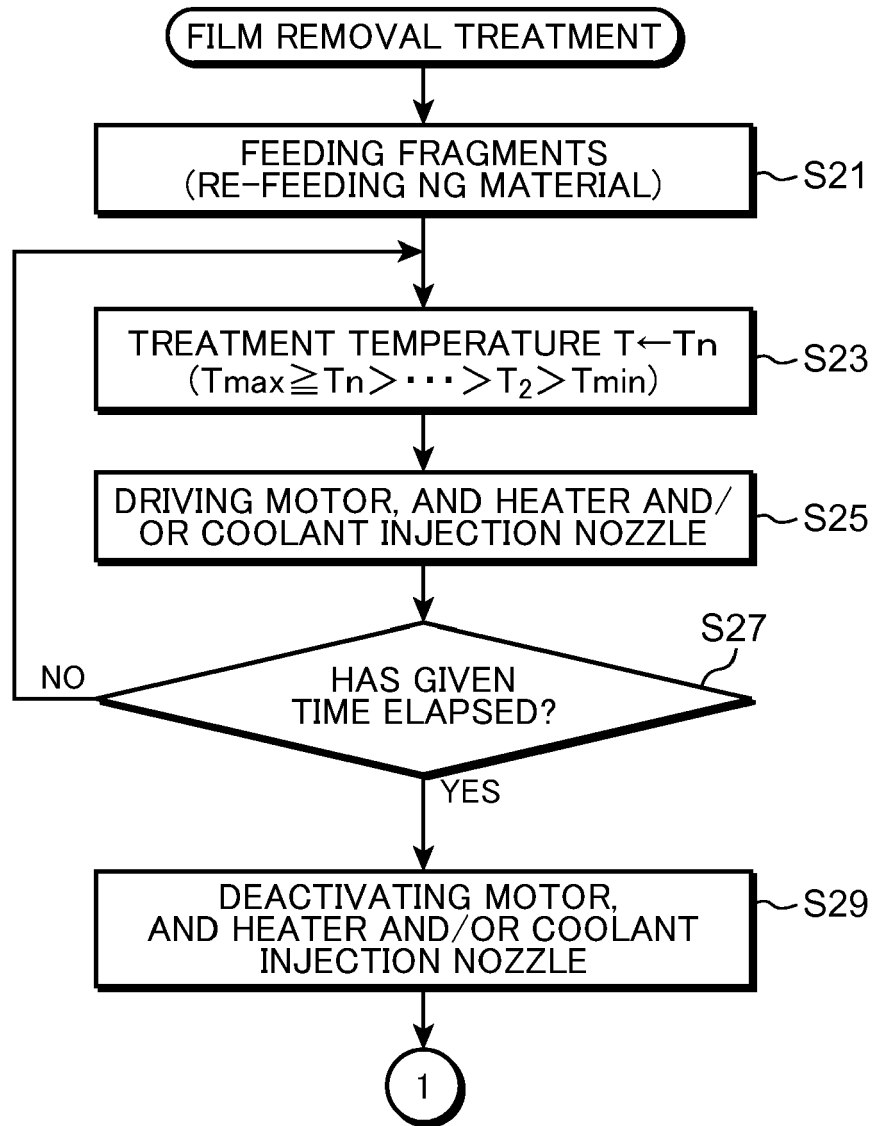 FILM REMOVAL TREATMENT
FEEDING FRAGMENTS
(RE-FEEDING NG MATERIAL)
S21
TREATMENT TEMPERATURE T←Tn
(Tmax≧Tn>···>T₂>Tmin)
S23
DRIVING MOTOR, AND HEATER AND/
OR COOLANT INJECTION NOZZLE
S25
S27
NO
HAS GIVEN
TIME ELAPSED?
YES
DEACTIVATING MOTOR,
AND HEATER AND/OR COOLANT
INJECTION NOZZLE
S29
1